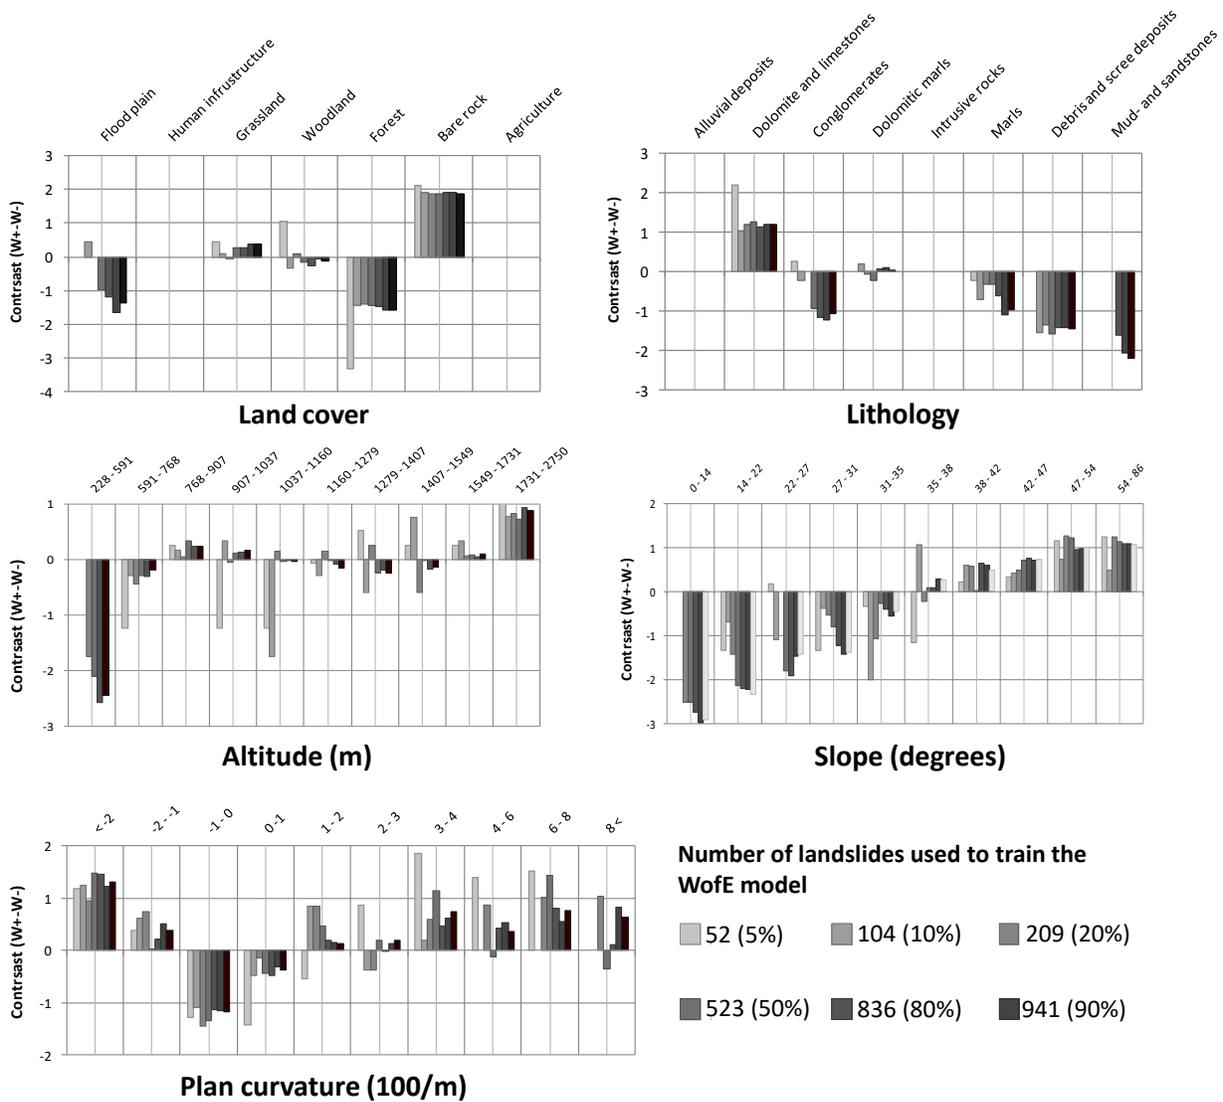 Flood plain
Human infrustructure
Grassland
Woodland
Forest
Bare rock
Agriculture
3
2
1
0
-1
-2
-3
-4
Contrsast (W+-W-)
Land cover
Alluvial deposits
Dolomite and limestones
Conglomerates
Dolomitic marls
Intrusive rocks
Marls
Debris and scree deposits
Mud- and sandstones
3
2
1
0
-1
-2
-3
Contrsast (W+-W-)
Lithology
228 - 591
591 - 768
768 - 907
907 - 1037
1037 - 1160
1160 - 1279
1279 - 1407
1407 - 1549
1549 - 1731
1731 - 2750
1
0
-1
-2
-3
Contrsast (W+-W-)
Altitude (m)
0 - 14
14 - 22
22 - 27
27 - 31
31 - 35
35 - 38
38 - 42
42 - 47
47 - 54
54 - 86
2
1
0
-1
-2
-3
Contrsast (W+-W-)
Slope (degrees)
< -2
-2 - -1
-1 - 0
0 -1
1 - 2
2 - 3
3 - 4
4 - 6
6 - 8
8 <
2
1
0
-1
-2
Contrsast (W+-W-)
Plan curvature (100/m)
Number of landslides used to train the
WofE model
52 (5%) 104 (10%) 209 (20%)
523 (50%) 836 (80%) 941 (90%)